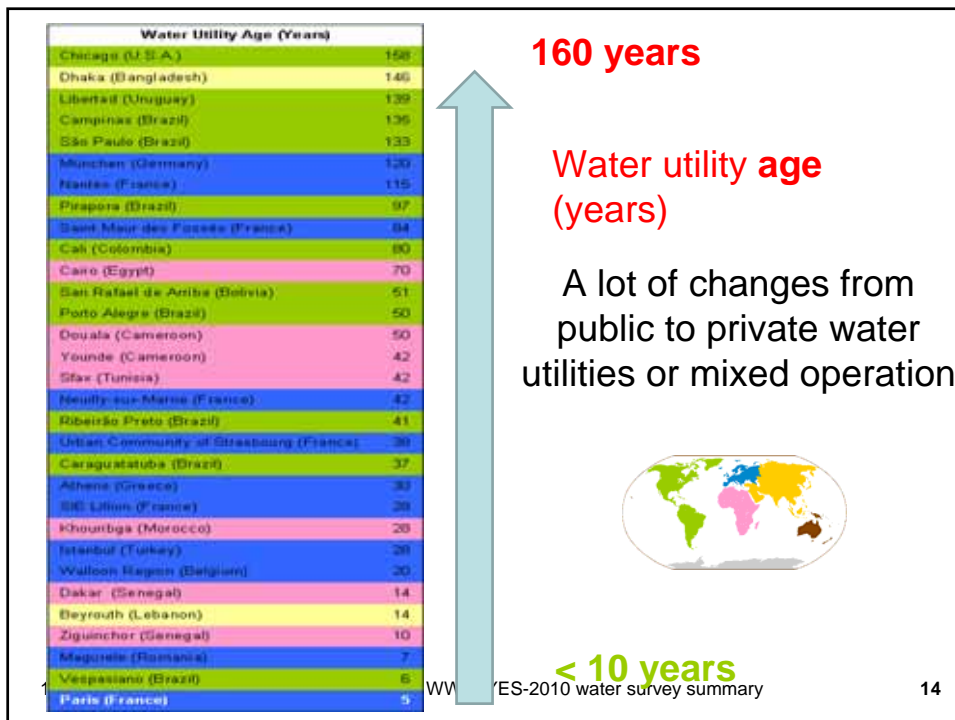 Water Utility Age (Years)
Chicago (U.S.A.) 158
Dhaka (Bangladesh) 146
Libertad (Uruguay) 139
Campinas (Brazil) 136
São Paulo (Brazil) 133
München (Germany) 120
Nantes (France) 115
Pirapora (Brazil) 97
Saint Maur des Fossés (France) 84
Cali (Colombia) 80
Cairo (Egypt) 70
San Rafael de Arriba (Bolivia) 51
Porto Alegre (Brazil) 50
Douala (Cameroon) 50
Younde (Cameroon) 42
Sfax (Tunisia) 42
Neuilly-sur-Marne (France) 42
Ribeirão Preto (Brazil) 41
Urban Community of Strasbourg (France)
Caraguatatuba (Brazil) 37
Athens (Greece)
(France)
Khouribga (Morocco) 28
Istanbul (Turkey) 28
Walloon Region (Belgium) 20
Dakar (Senegal) 14
Beyrouth (Lebanon) 14
Ziguinchor (Senegal) 10
Magurele (Romania) 7
Vespasiano (Brazil) 6
Paris (France) 5
160 years
Water utility age
(years)
A lot of changes from
public to private water
utilities or mixed operation
< 10 years
YES-2010 water survey summary
14